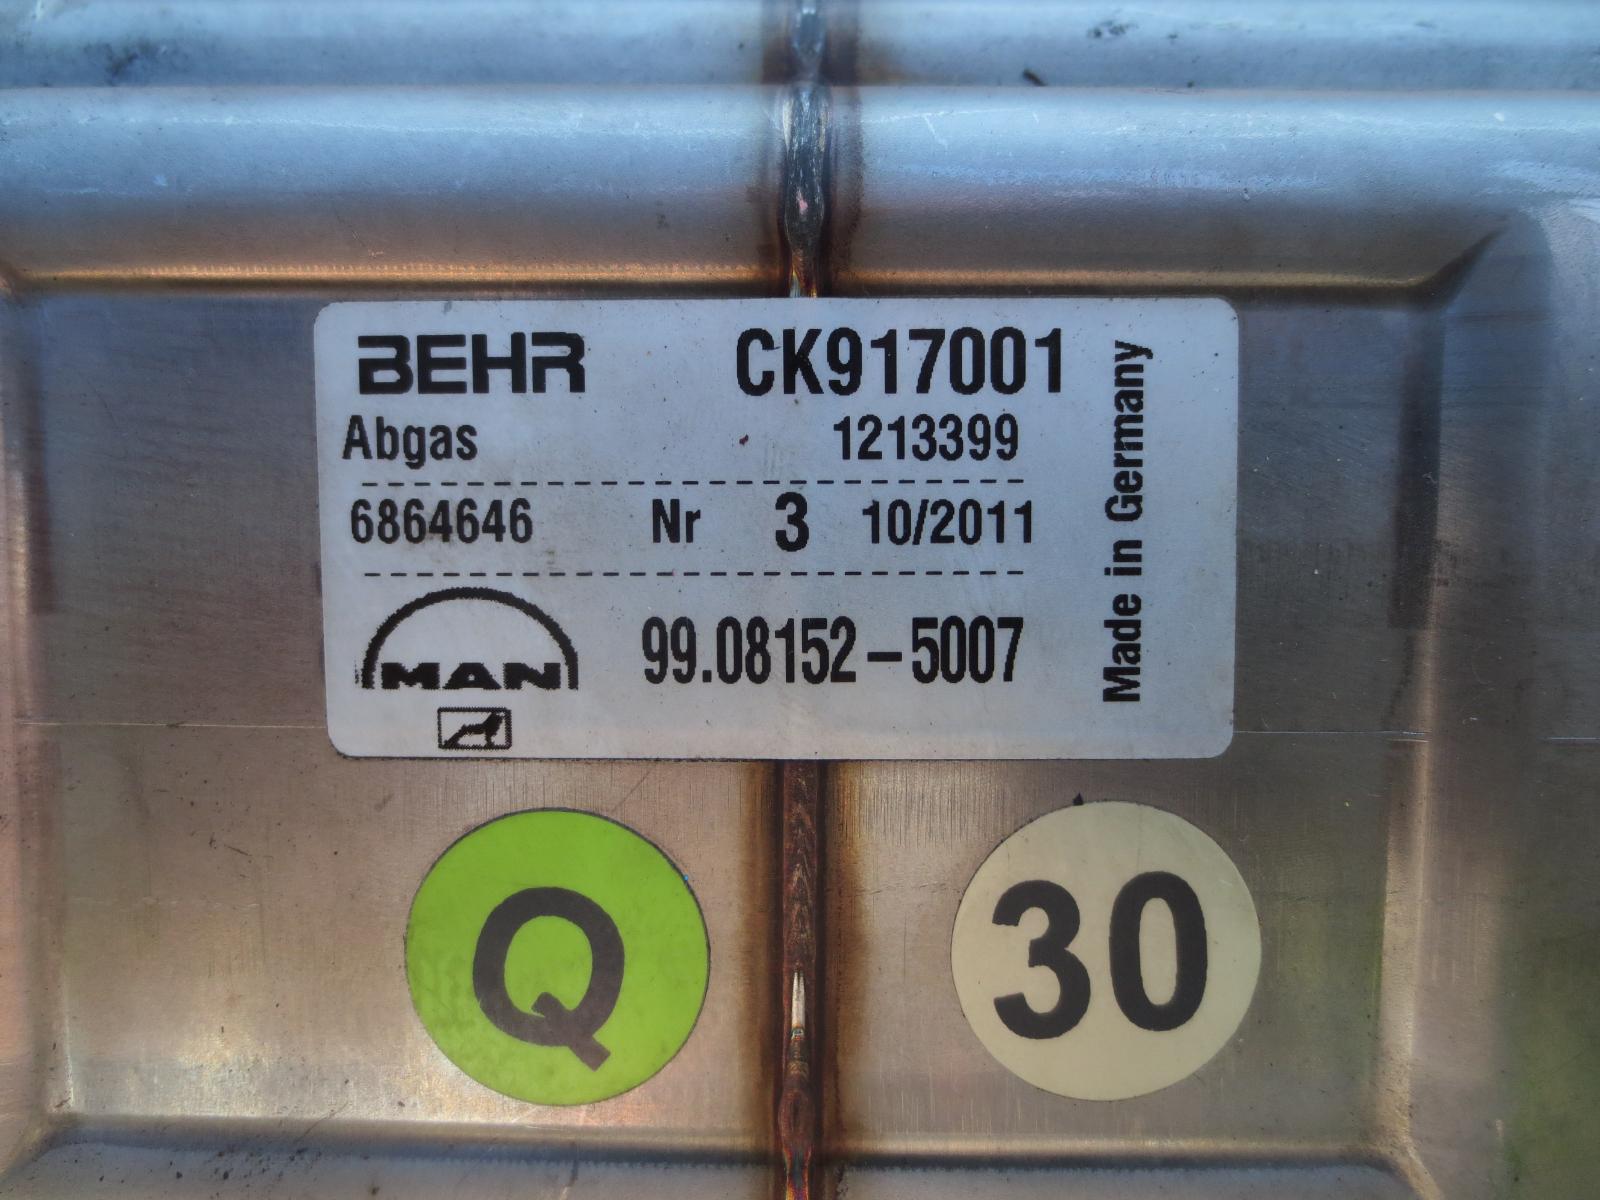 BEHR CK917001
Abgas 1213399
6864646 Nr 3 10/2011
MAN 99.08152-5007
Made in Germany
Q 30